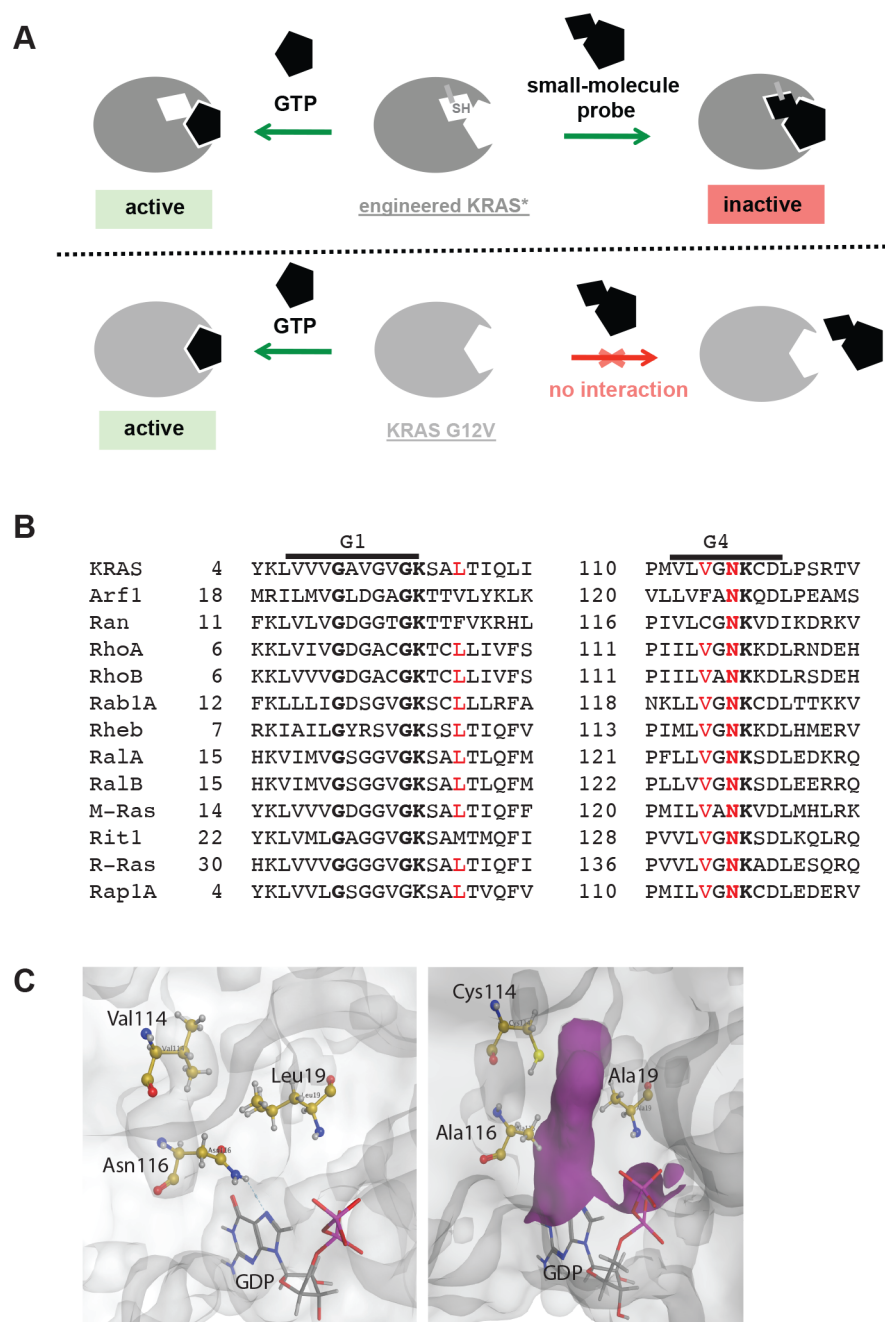 A
GTP
SH
small-molecule
probe
active
engineered KRAS*
inactive
GTP
no interaction
active
KRAS G12V
B
G1 G4
KRAS 4 YKLVVVGAVGVGKSALTIQLI 110 PMVLVGNKCDLPSRTV
Arf1 18 MRILMVGLDGAGKTTVLYKLK 120 VLLVFANKQDLPEAMS
Ran 11 FKLVLVGDGGTGKTTFVKRHL 116 PIVLCGNKVDIKDRKV
RhoA 6 KKLVIVGDGACGKTCLLIVFS 111 PIILVGNKKDLRNDEH
RhoB 6 KKLVVVGDGACGKTCLLIVFS 111 PIILVANKKDLRSDEH
Rab1A 12 FKLLLIGDSGVGKSCLLLRFA 118 NKLLVGNKCDLTTKKV
Rheb 7 RKIAILGYRSVGKSSLTIQFV 113 PIMLVGNKKDLHMERV
RalA 15 HKVIMVGSGGVGKSALTLQFM 121 PFLLVGNKSDLEDKRQ
RalB 15 HKVIMVGSGGVGKSALTLQFM 122 PLLVVGNKSDLEERRQ
M-Ras 14 YKLVVVGDGGVGKSALTIQFF 120 PMILVANKVDLMHLRK
Rit1 22 YKLVMLGAGGVGKSAMTMQFI 128 PVVLVGNKSDLKQLRQ
R-Ras 30 HKLVVVGGGGVGKSALTIQFI 136 PVVLVGNKADLESQRQ
Rap1A 4 YKLVVLGSGGVGKSALTVQFV 110 PMILVGNKCDLEDERV
C
Val114
Val114
Leu19
Leu19
Asn116
Asn116
GDP
Cys114
Ala19
Ala19
Ala116
GDP